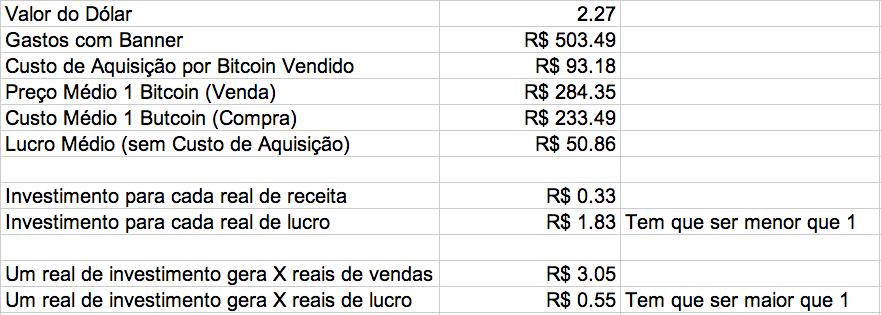 Valor do Dólar 2.27
Gastos com Banner R$ 503.49
Custo de Aquisição por Bitcoin Vendido R$ 93.18
Preço Médio 1 Bitcoin (Venda) R$ 284.35
Custo Médio 1 Butcoin (Compra) R$ 233.49
Lucro Médio (sem Custo de Aquisição) R$ 50.86
Investimento para cada real de receita R$ 0.33
Investimento para cada real de lucro R$ 1.83 Tem que ser menor que 1
Um real de investimento gera X reais de vendas R$ 3.05
Um real de investimento gera X reais de lucro R$ 0.55 Tem que ser maior que 1